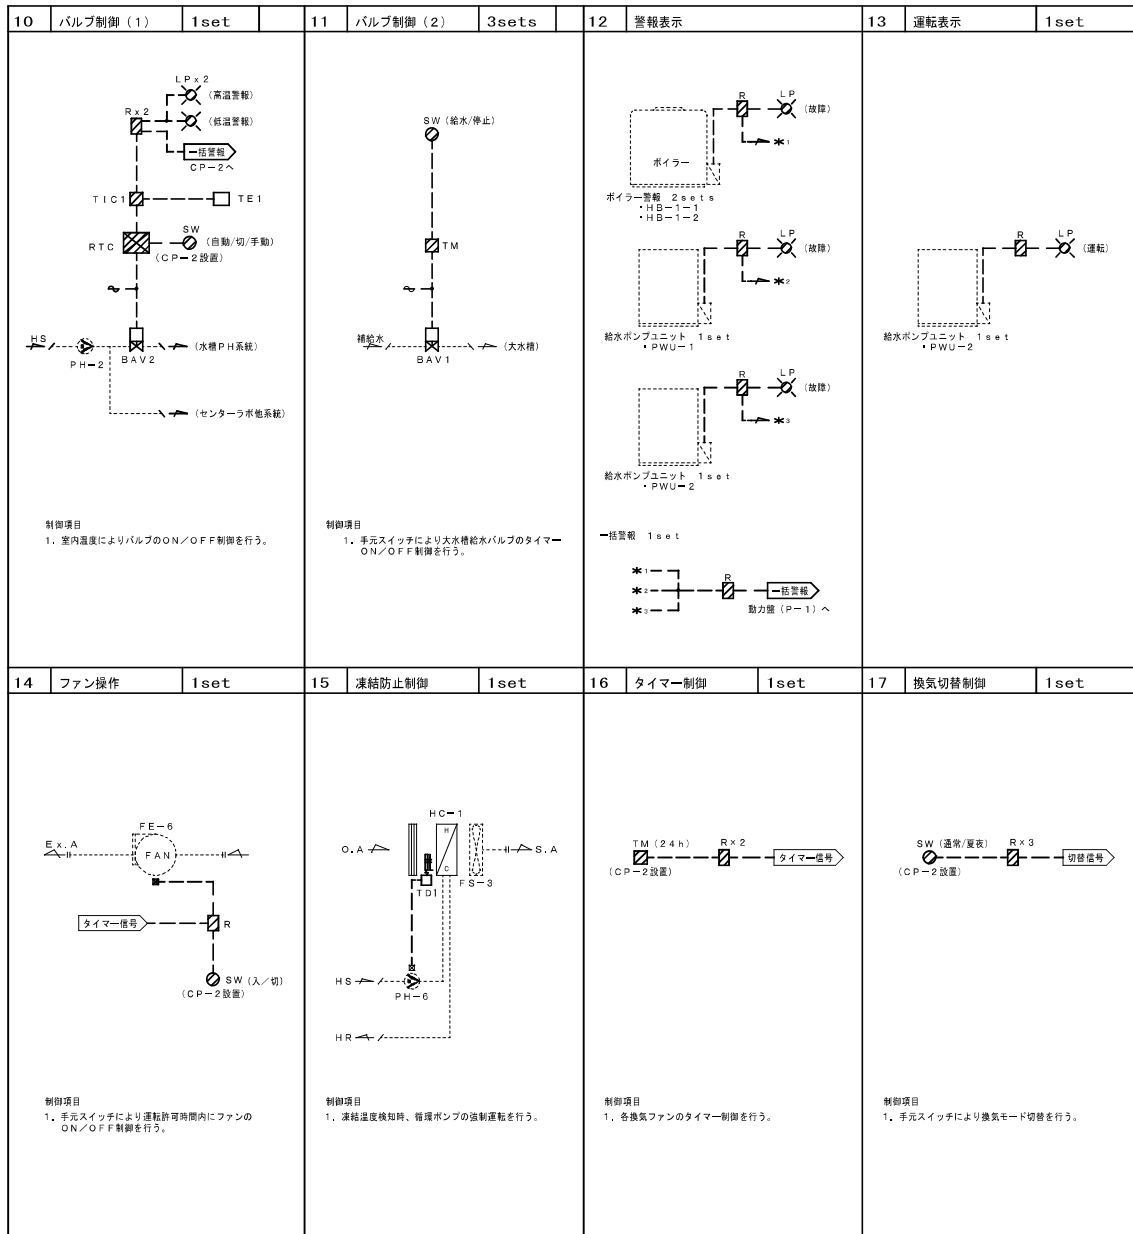 10 バルブ制御（1） 1set
LPx2
（高温警報）
Rx2
（低温警報）
一括警報
CP−2へ
TIC1
TE1
SW
RTC
（自動/切/手動）
（CP−2設置）
HS
（水槽PH系統）
PH−2
BAV2
（センターラボ他系統）
制御項目
1．室内温度によりバルブのON／OFF制御を行う。
11 バルブ制御（2） 3sets
SW（給水/停止）
TM
補給水
（大水槽）
BAV1
制御項目
1．手元スイッチにより大水槽給水バルブのタイマー
ON／OFF制御を行う。
12 警報表示
R
LP
（故障）
＊1
ボイラー
ボイラー警報 2sets
・HB−1−1
・HB−1−2
R
LP
（故障）
＊2
給水ポンプユニット 1set
・PWU−1
R
LP
（故障）
＊3
給水ポンプユニット 1set
・PWU−2
一括警報 1set
＊1
R
＊2
一括警報
＊3
動力盤（P−1）へ
13 運転表示 1set
R
LP
（運転）
給水ポンプユニット 1set
・PWU−2
14 ファン操作 1set
FE−6
Ex.A
FAN
タイマー信号
R
SW（入／切）
（CP−2設置）
制御項目
1．手元スイッチにより運転許可時間内にファンの
ON／OFF制御を行う。
15 凍結防止制御 1set
HC−1
H
O.A
S.A
C
FS−3
TD1
HS
PH−6
HR
制御項目
1．凍結温度検知時、循環ポンプの強制運転を行う。
16 タイマー制御 1set
TM（24h）
Rx2
タイマー信号
（CP−2設置）
制御項目
1．各換気ファンのタイマー制御を行う。
17 換気切替制御 1set
SW（通常/夏夜）
Rx3
切替信号
（CP−2設置）
制御項目
1．手元スイッチにより換気モード切替を行う。